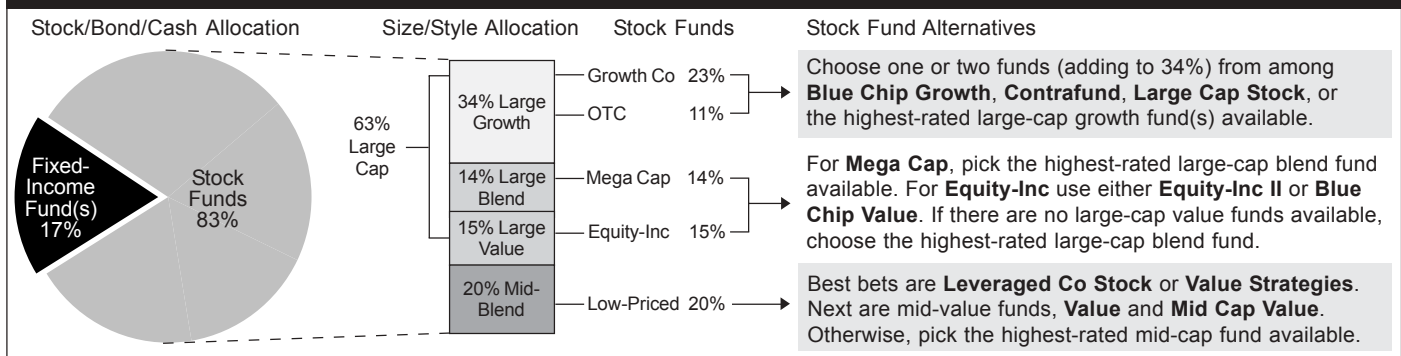 Stock/Bond/Cash Allocation
Size/Style Allocation
Stock Funds
Stock Fund Alternatives
Fixed-
Income
Fund(s)
17%
Stock
Funds
83%
63%
Large
Cap
34% Large
Growth
14% Large
Blend
15% Large
Value
20% Mid-
Blend
Growth Co 23%
OTC 11%
Mega Cap 14%
Equity-Inc 15%
Low-Priced 20%
Choose one or two funds (adding to 34%) from among
Blue Chip Growth, Contrafund, Large Cap Stock, or
the highest-rated large-cap growth fund(s) available.
For Mega Cap, pick the highest-rated large-cap blend fund
available. For Equity-Inc use either Equity-Inc II or Blue
Chip Value. If there are no large-cap value funds available,
choose the highest-rated large-cap blend fund.
Best bets are Leveraged Co Stock or Value Strategies.
Next are mid-value funds, Value and Mid Cap Value.
Otherwise, pick the highest-rated mid-cap fund available.